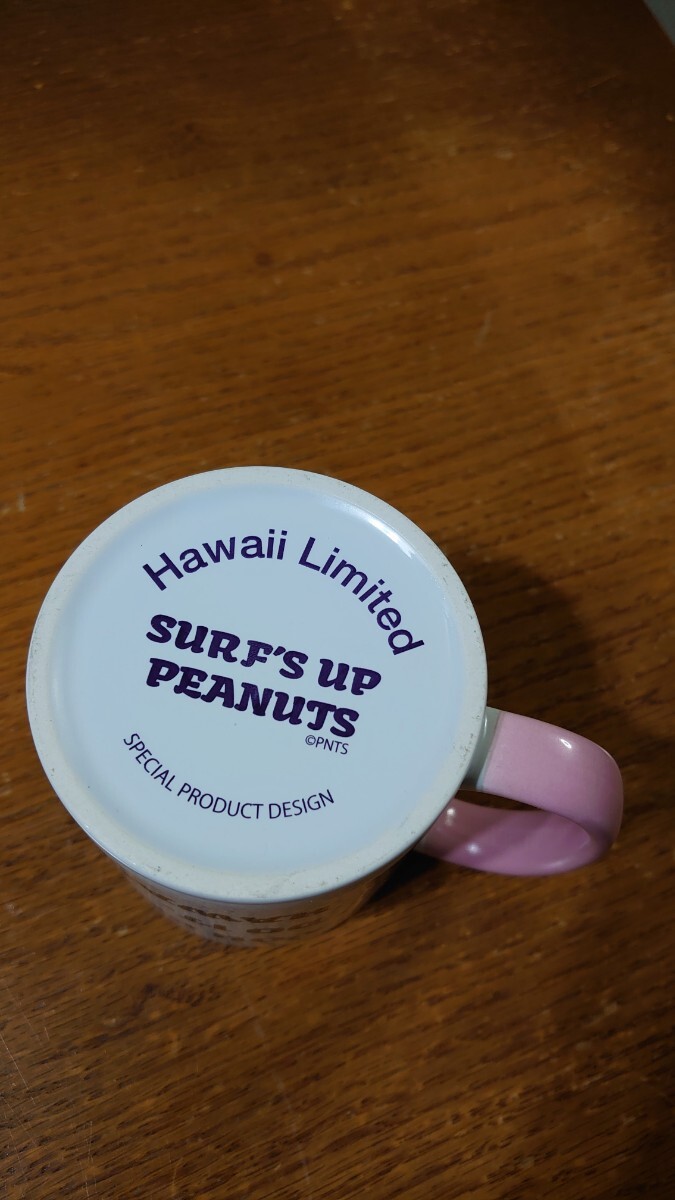 Hawaii Limited
SURF'S UP
PEANUTS
©PNTS
SPECIAL PRODUCT DESIGN